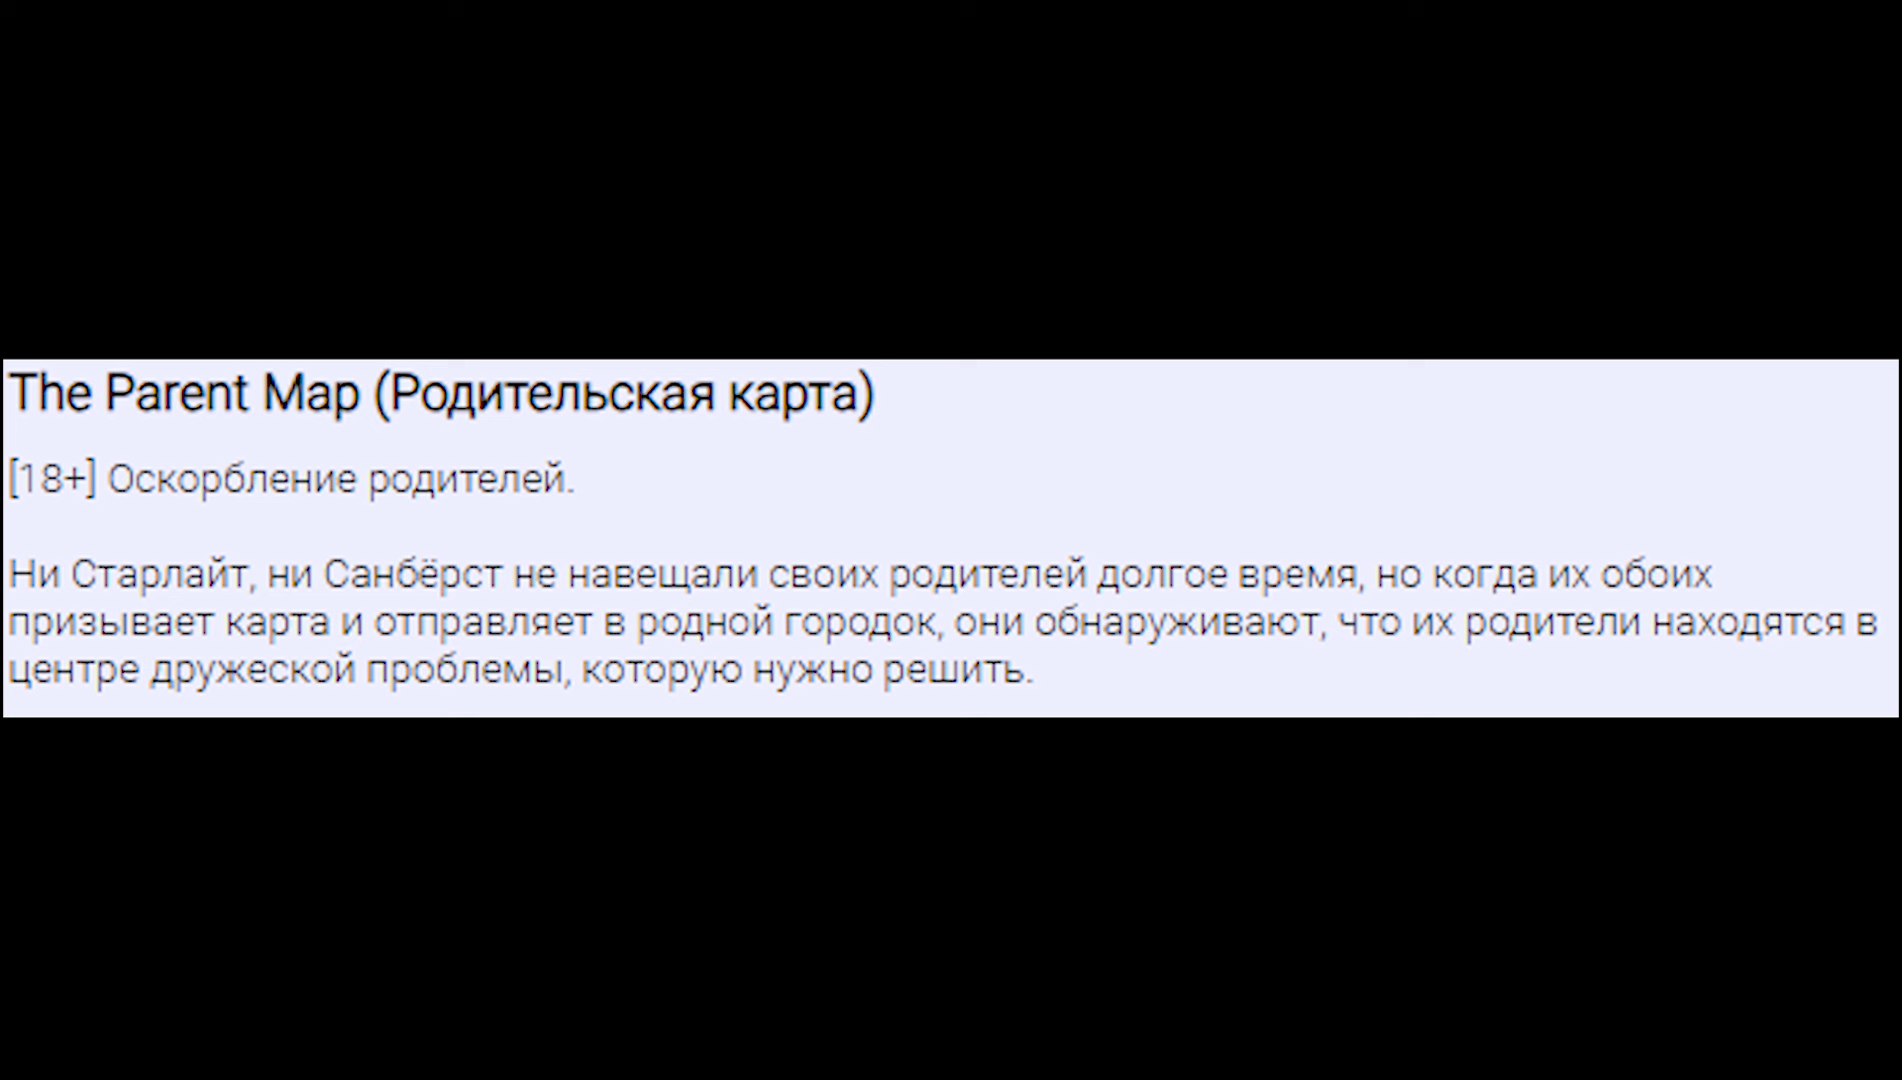 The Parent Map (Родительская карта)
[18+] Оскорбление родителей.
Ни Старлайт, ни Санбёрст не навещали своих родителей долгое время, но когда их обоих
призывает карта и отправляет в родной городок, они обнаруживают, что их родители находятся в
центре дружеской проблемы, которую нужно решить.